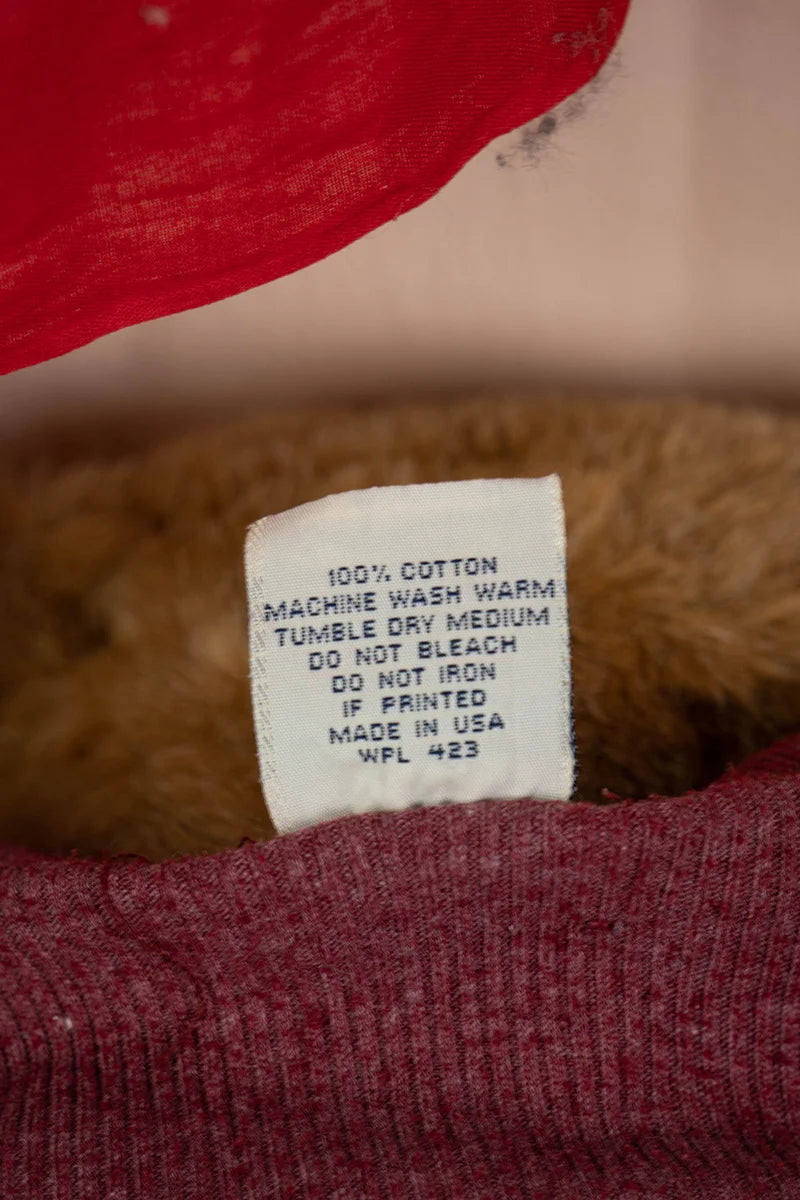 100% COTTON
MACHINE WASH WARM
TUMBLE DRY MEDIUM
DO NOT BLEACH
DO NOT IRON
IF PRINTED
MADE IN USA
WPL 423